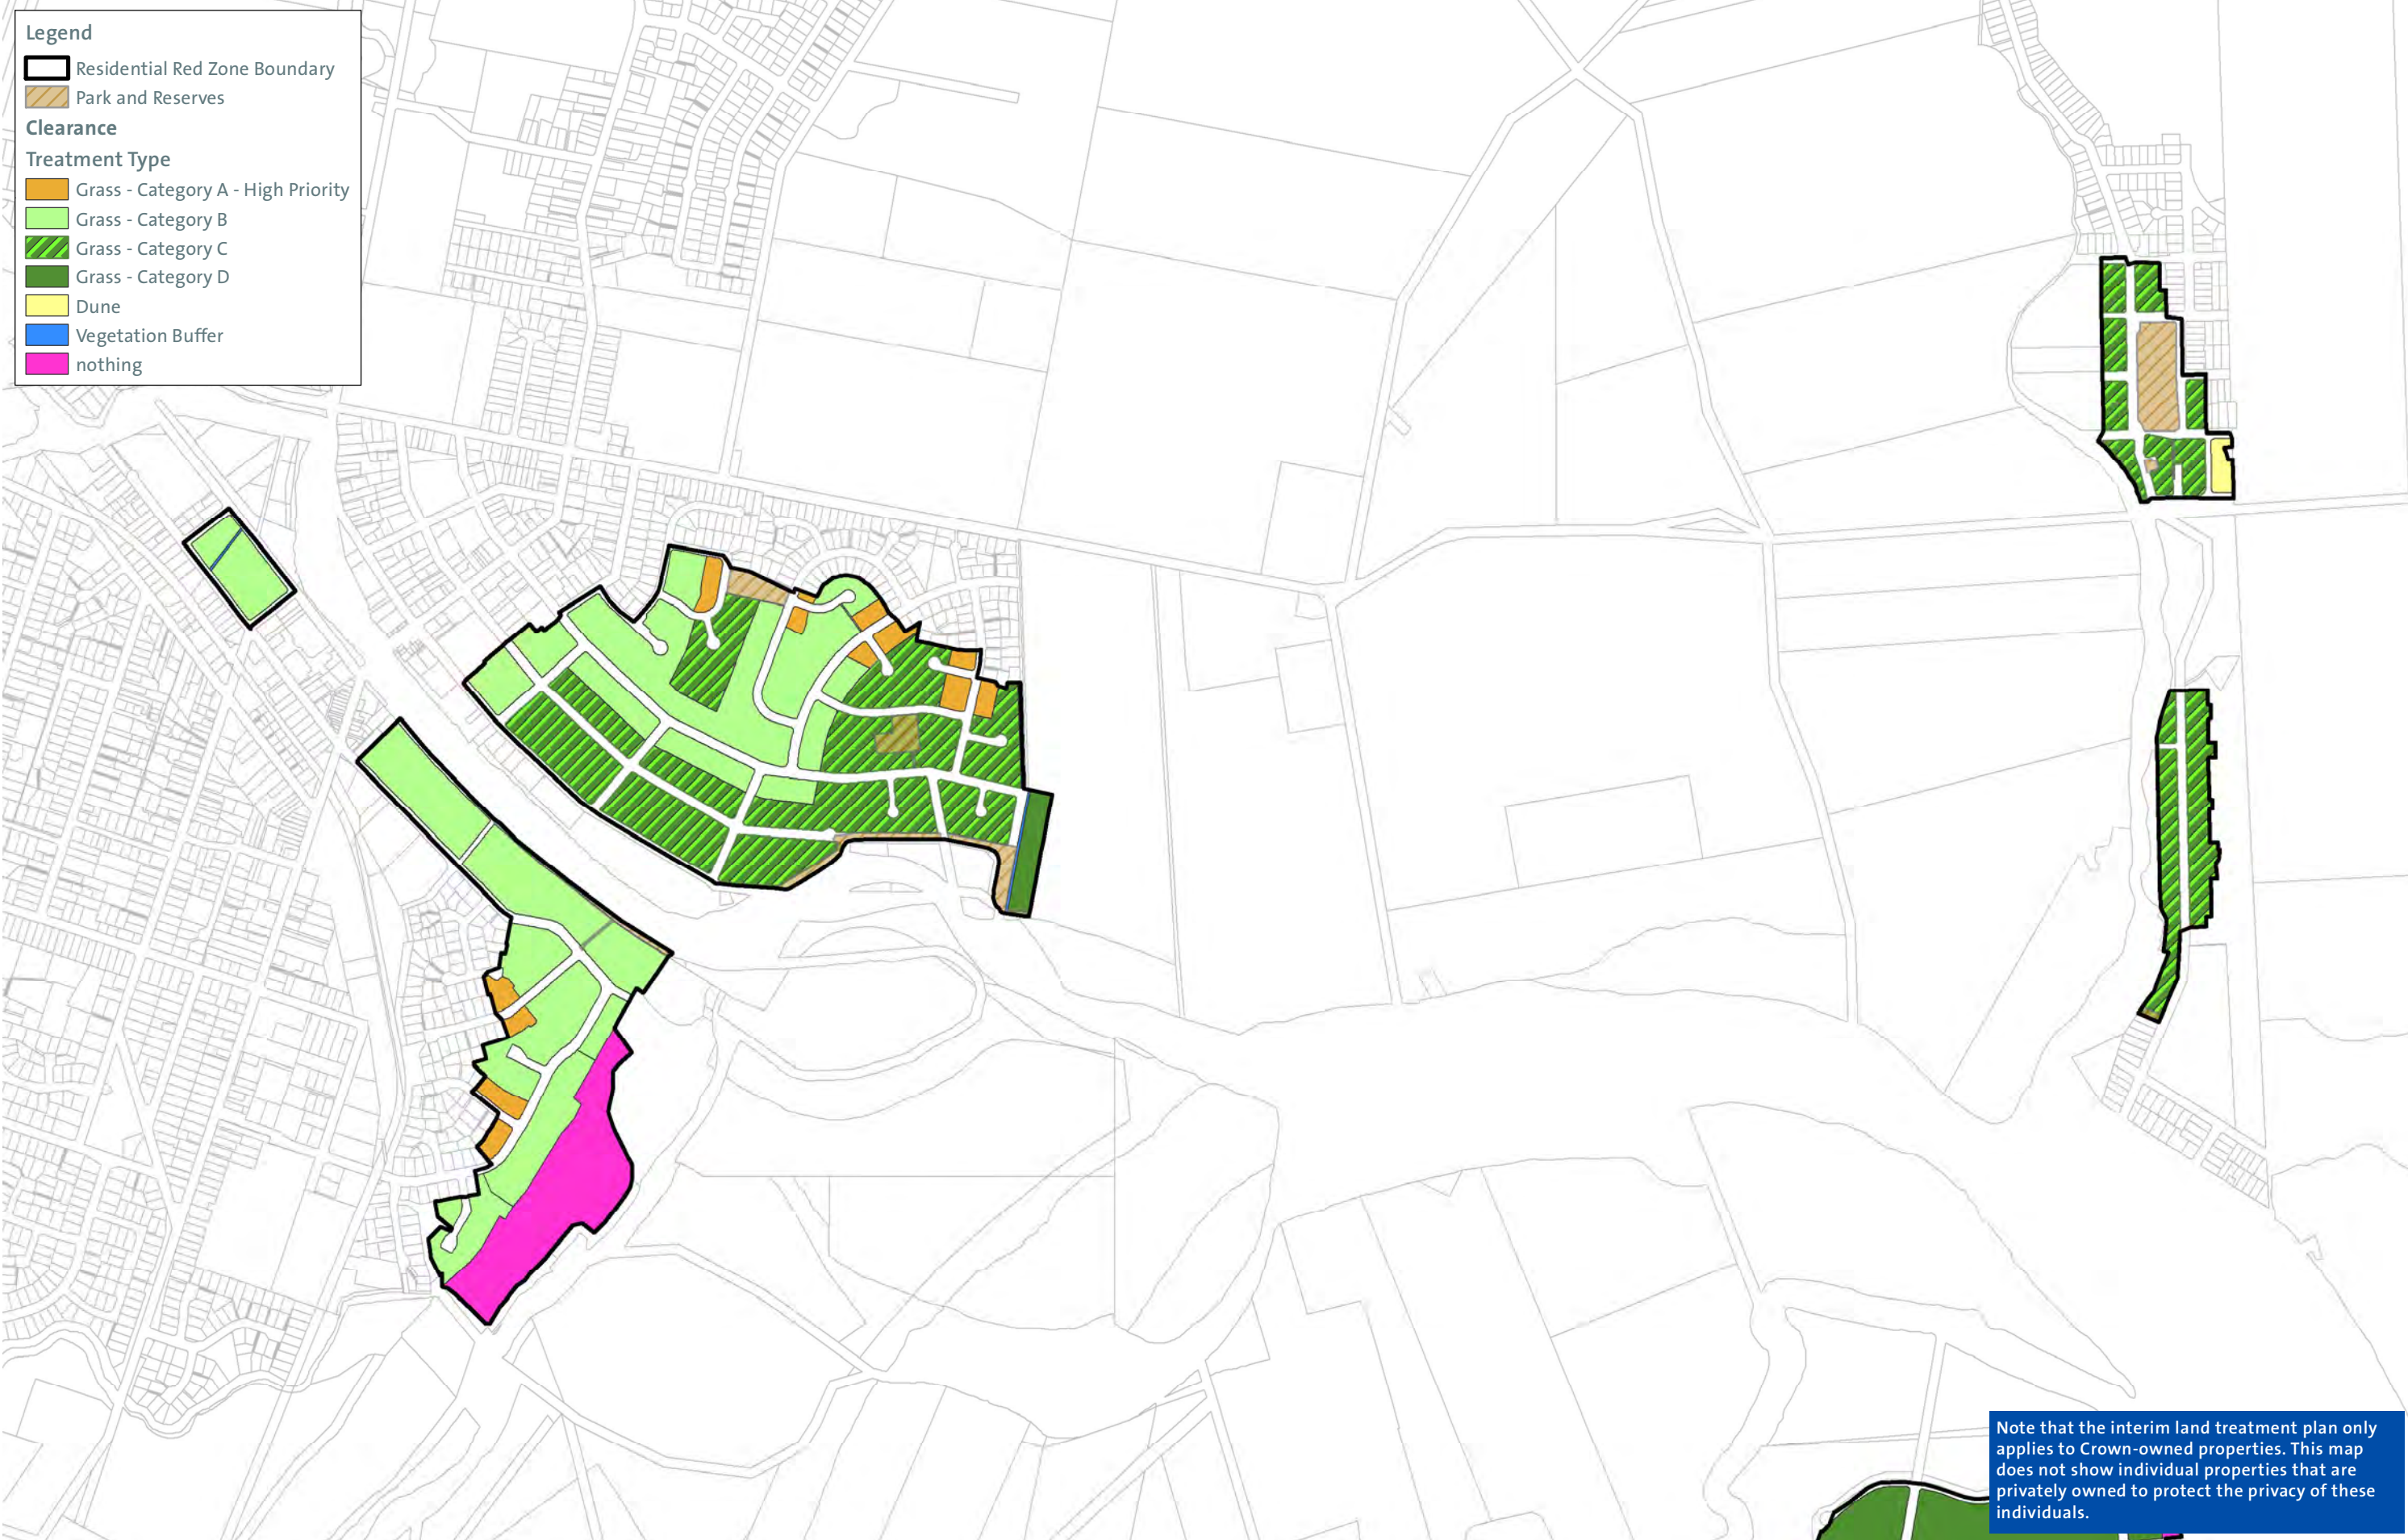 Legend
Residential Red Zone Boundary
Park and Reserves
Clearance
Treatment Type
Grass - Category A - High Priority
Grass - Category B
Grass - Category C
Grass - Category D
Dune
Vegetation Buffer
nothing
Note that the interim land treatment plan only
applies to Crown-owned properties. This map
does not show individual properties that are
privately owned to protect the privacy of these
individuals.